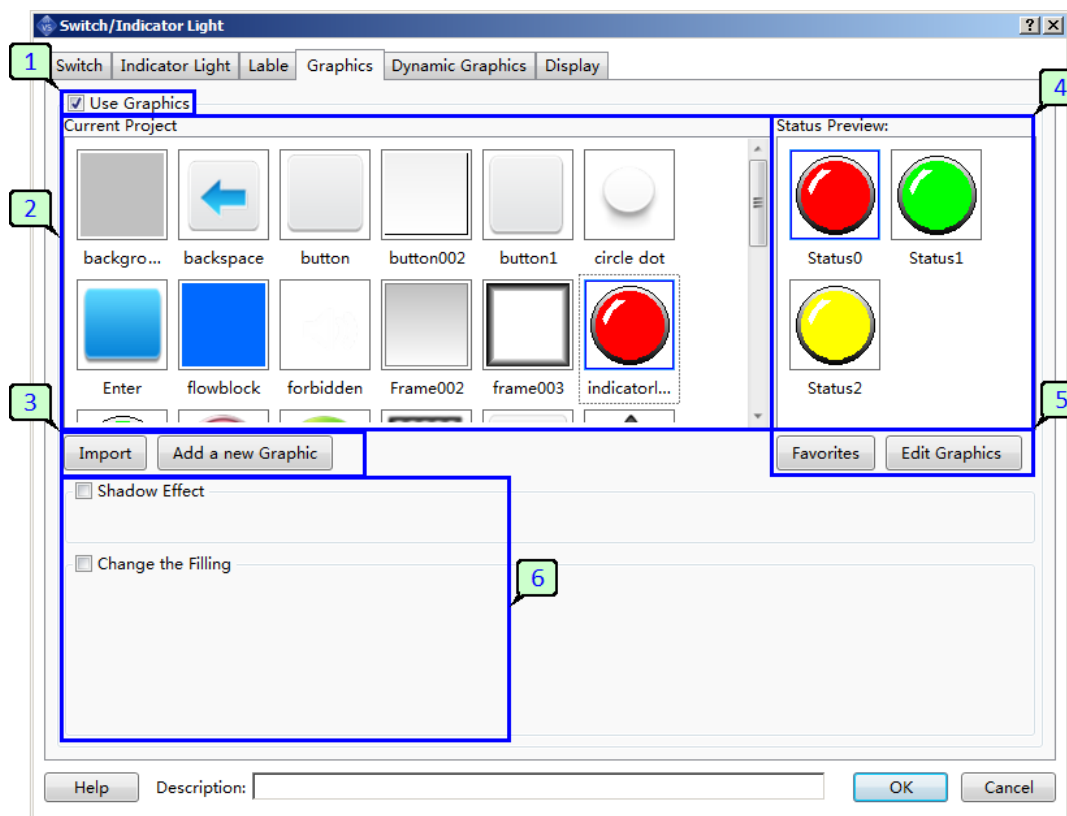 Switch/Indicator Light
1
Switch Indicator Light Lable Graphics Dynamic Graphics Display
4
Use Graphics
Current Project
Status Preview:
2
backgro... backspace button button002 button1 circle dot
Status0 Status1
Enter flowblock forbidden Frame002 frame003 indicatorl...
Status2
3
5
Import Add a new Graphic
Favorites Edit Graphics
Shadow Effect
Change the Filling
6
Help Description: OK Cancel